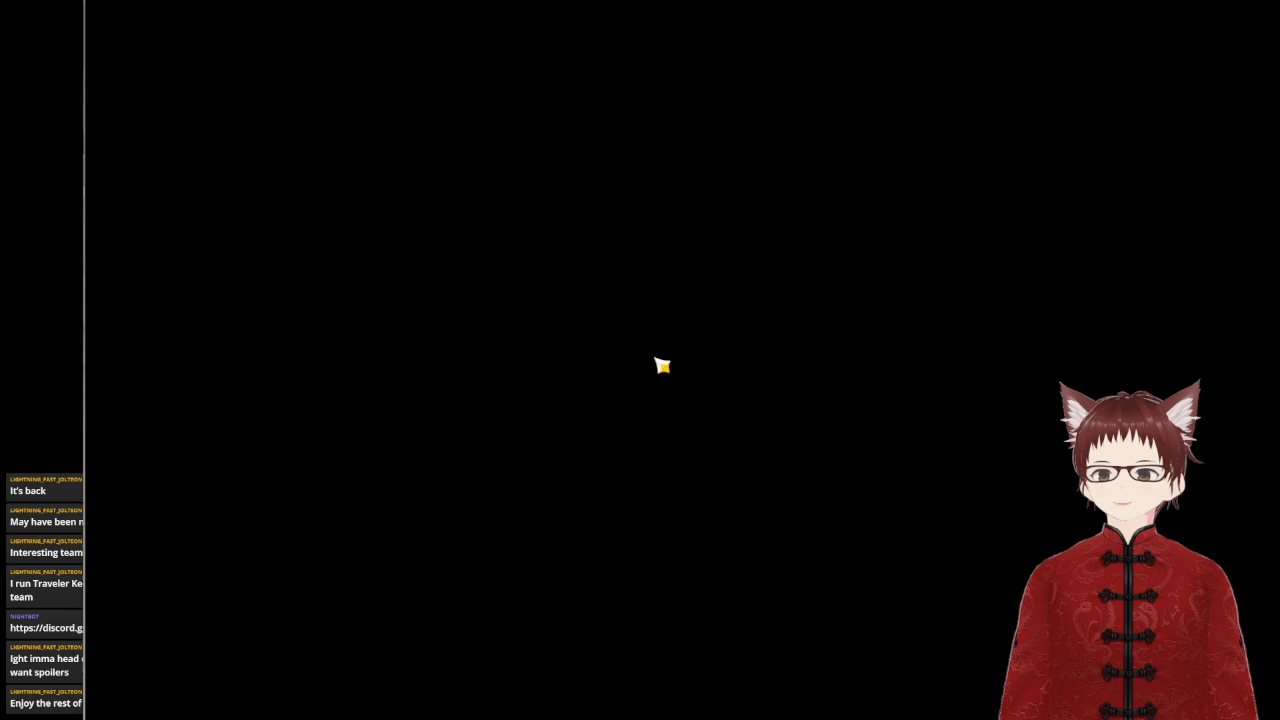 LIGHTNING_FAST_JOLTEON
It's back
LIGHTNING_FAST_JOLTEON
May have been
LIGHTNING_FAST_JOLTEON
Interesting team
LIGHTNING_FAST_JOLTEON
I run Traveler Ke
team
NIGHTBOT
https://discord.g
LIGHTNING_FAST_JOLTEON
Ight imma head
want spoilers
LIGHTNING_FAST_JOLTEON
Enjoy the rest of